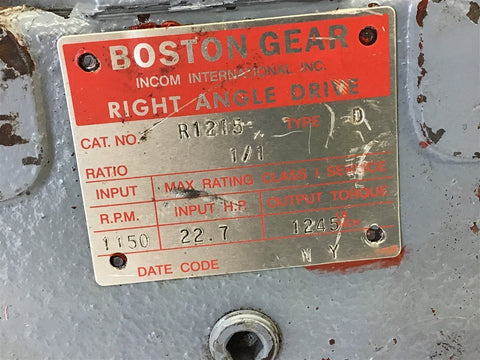 BOSTON GEAR
INCOM INTERNATIONAL INC.
RIGHT ANGLE DRIVE
CAT. NO. R1215 TYPE D
RATIO 1/1
INPUT MAX RATING CLASS I SERVICE
R.P.M. INPUT H.P. OUTPUT TORQUE
1150 22.7 1245
DATE CODE NY